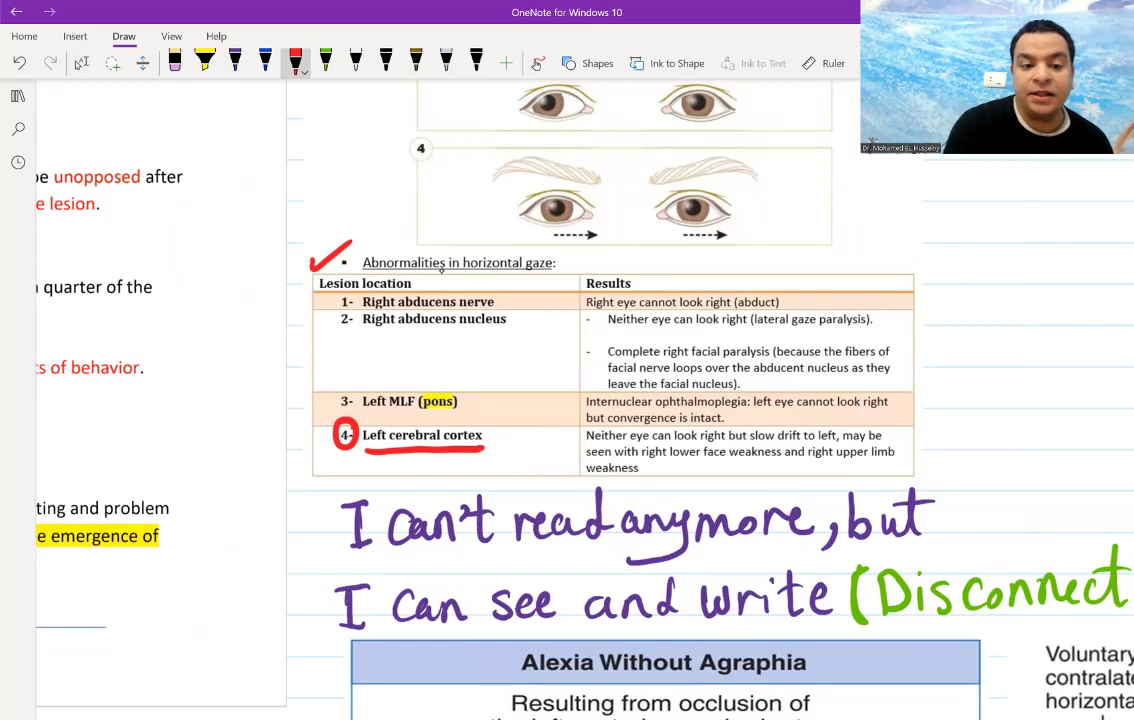 OneNote for Windows 10
Home Insert Draw View Help
Shapes Ink to Shape Ink to Text Ruler
Dr. Mohamed EL Husseiny
be unopposed after
e lesion.
quarter of the
ts of behavior.
ting and problem
e emergence of
4
▪ Abnormalities in horizontal gaze:
Lesion location Results
1- Right abducens nerve Right eye cannot look right (abduct)
2- Right abducens nucleus - Neither eye can look right (lateral gaze paralysis).
- Complete right facial paralysis (because the fibers of
facial nerve loops over the abducent nucleus as they
leave the facial nucleus).
3- Left MLF (pons) Internuclear ophthalmoplegia: left eye cannot look right
but convergence is intact.
4- Left cerebral cortex Neither eye can look right but slow drift to left, may be
seen with right lower face weakness and right upper limb
weakness
I can't read anymore, but
I can see and write (Disconnect
Alexia Without Agraphia
Resulting from occlusion of
Voluntary
contralate
horizonta